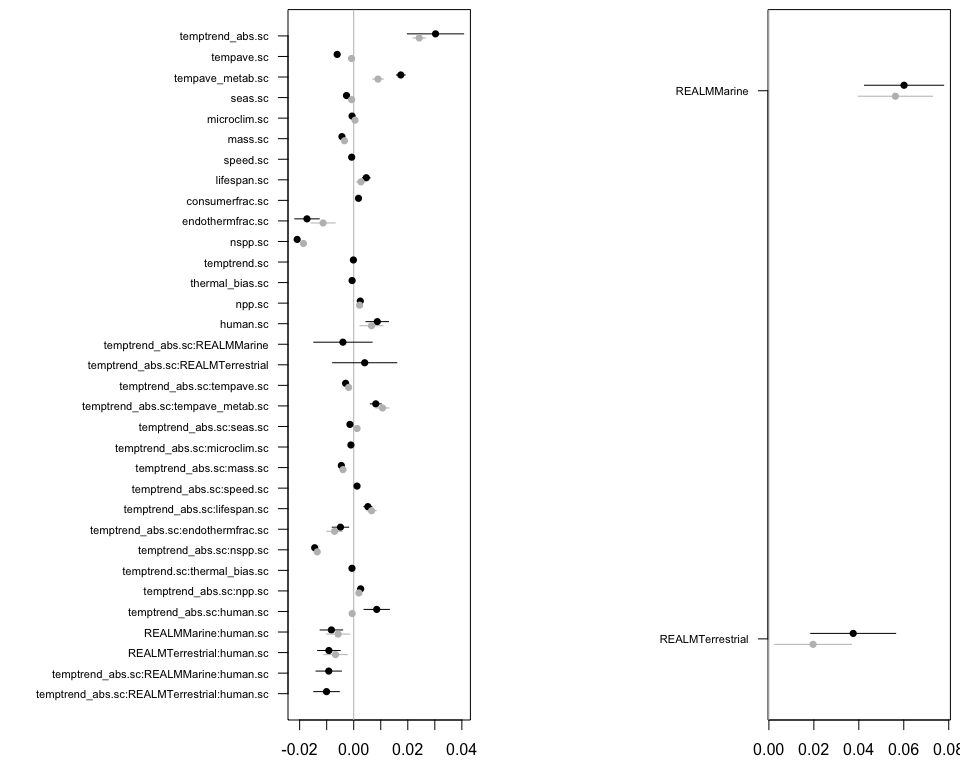 temptrend_abs.sc
tempave.sc
tempave_metab.sc
seas.sc
microclim.sc
mass.sc
speed.sc
lifespan.sc
consumerfrac.sc
endothermfrac.sc
nspp.sc
temptrend.sc
thermal_bias.sc
npp.sc
human.sc
temptrend_abs.sc:REALMMarine
temptrend_abs.sc:REALMTerrestrial
temptrend_abs.sc:tempave.sc
temptrend_abs.sc:tempave_metab.sc
temptrend_abs.sc:seas.sc
temptrend_abs.sc:microclim.sc
temptrend_abs.sc:mass.sc
temptrend_abs.sc:speed.sc
temptrend_abs.sc:lifespan.sc
temptrend_abs.sc:endothermfrac.sc
temptrend_abs.sc:nspp.sc
temptrend.sc:thermal_bias.sc
temptrend_abs.sc:npp.sc
temptrend_abs.sc:human.sc
REALMMarine:human.sc
REALMTerrestrial:human.sc
temptrend_abs.sc:REALMMarine:human.sc
temptrend_abs.sc:REALMTerrestrial:human.sc
-0.02 0.00 0.02 0.04
REALMMarine
REALMTerrestrial
0.00 0.02 0.04 0.06 0.08